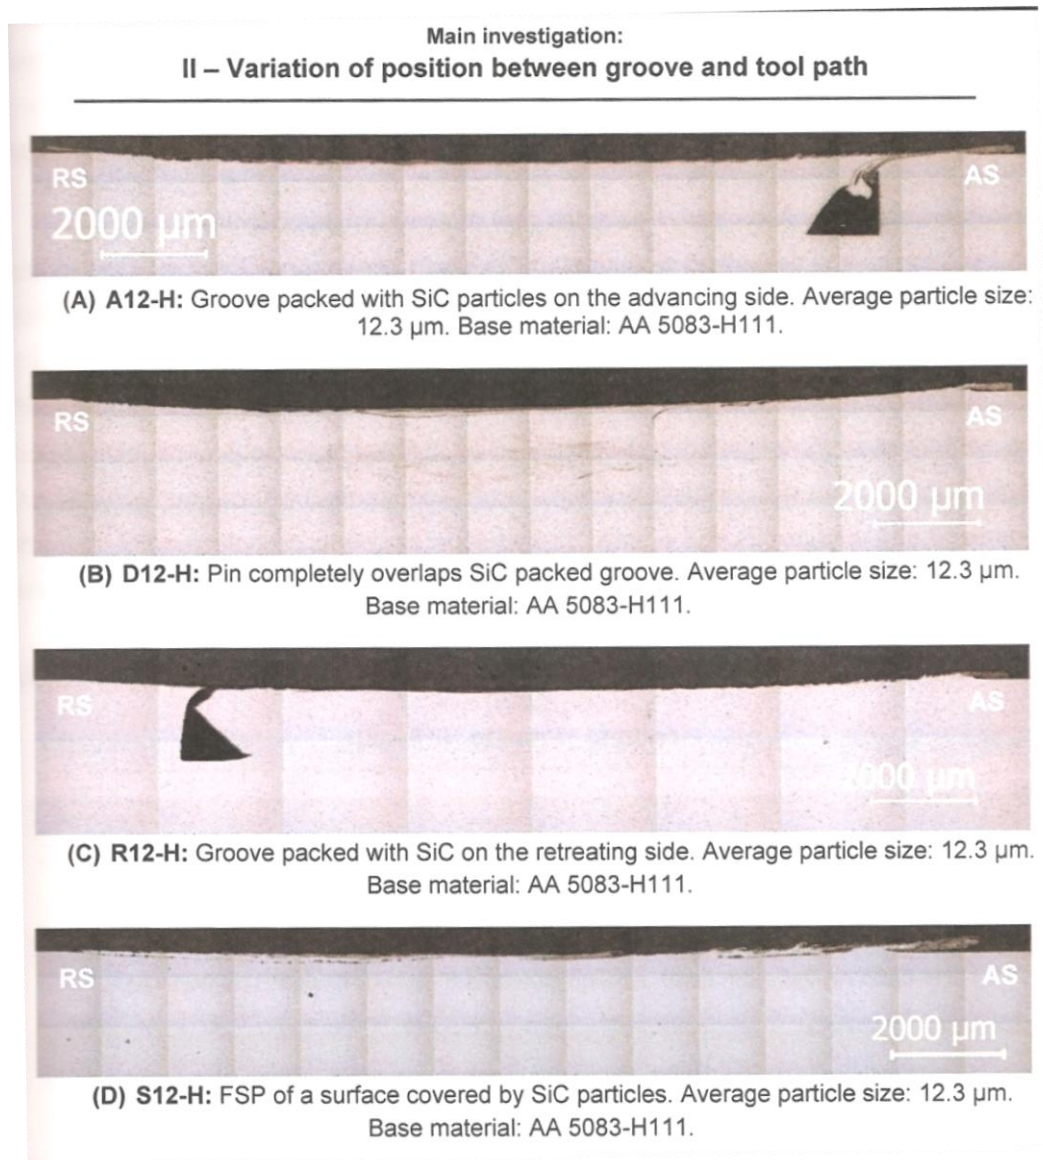 Main investigation:
II – Variation of position between groove and tool path
RS
AS
2000 µm
(A) A12-H: Groove packed with SiC particles on the advancing side. Average particle size:
12.3 µm. Base material: AA 5083-H111.
RS
AS
2000 µm
(B) D12-H: Pin completely overlaps SiC packed groove. Average particle size: 12.3 µm.
Base material: AA 5083-H111.
RS
AS
2000 µm
(C) R12-H: Groove packed with SiC on the retreating side. Average particle size: 12.3 µm.
Base material: AA 5083-H111.
RS
AS
2000 µm
(D) S12-H: FSP of a surface covered by SiC particles. Average particle size: 12.3 µm.
Base material: AA 5083-H111.